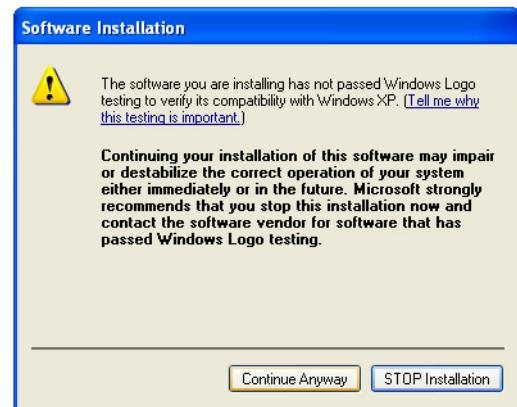 Software Installation
The software you are installing has not passed Windows Logo
testing to verify its compatibility with Windows XP. (Tell me why
this testing is important.)
Continuing your installation of this software may impair
or destabilize the correct operation of your system
either immediately or in the future. Microsoft strongly
recommends that you stop this installation now and
contact the software vendor for software that has
passed Windows Logo testing.
Continue Anyway
STOP Installation